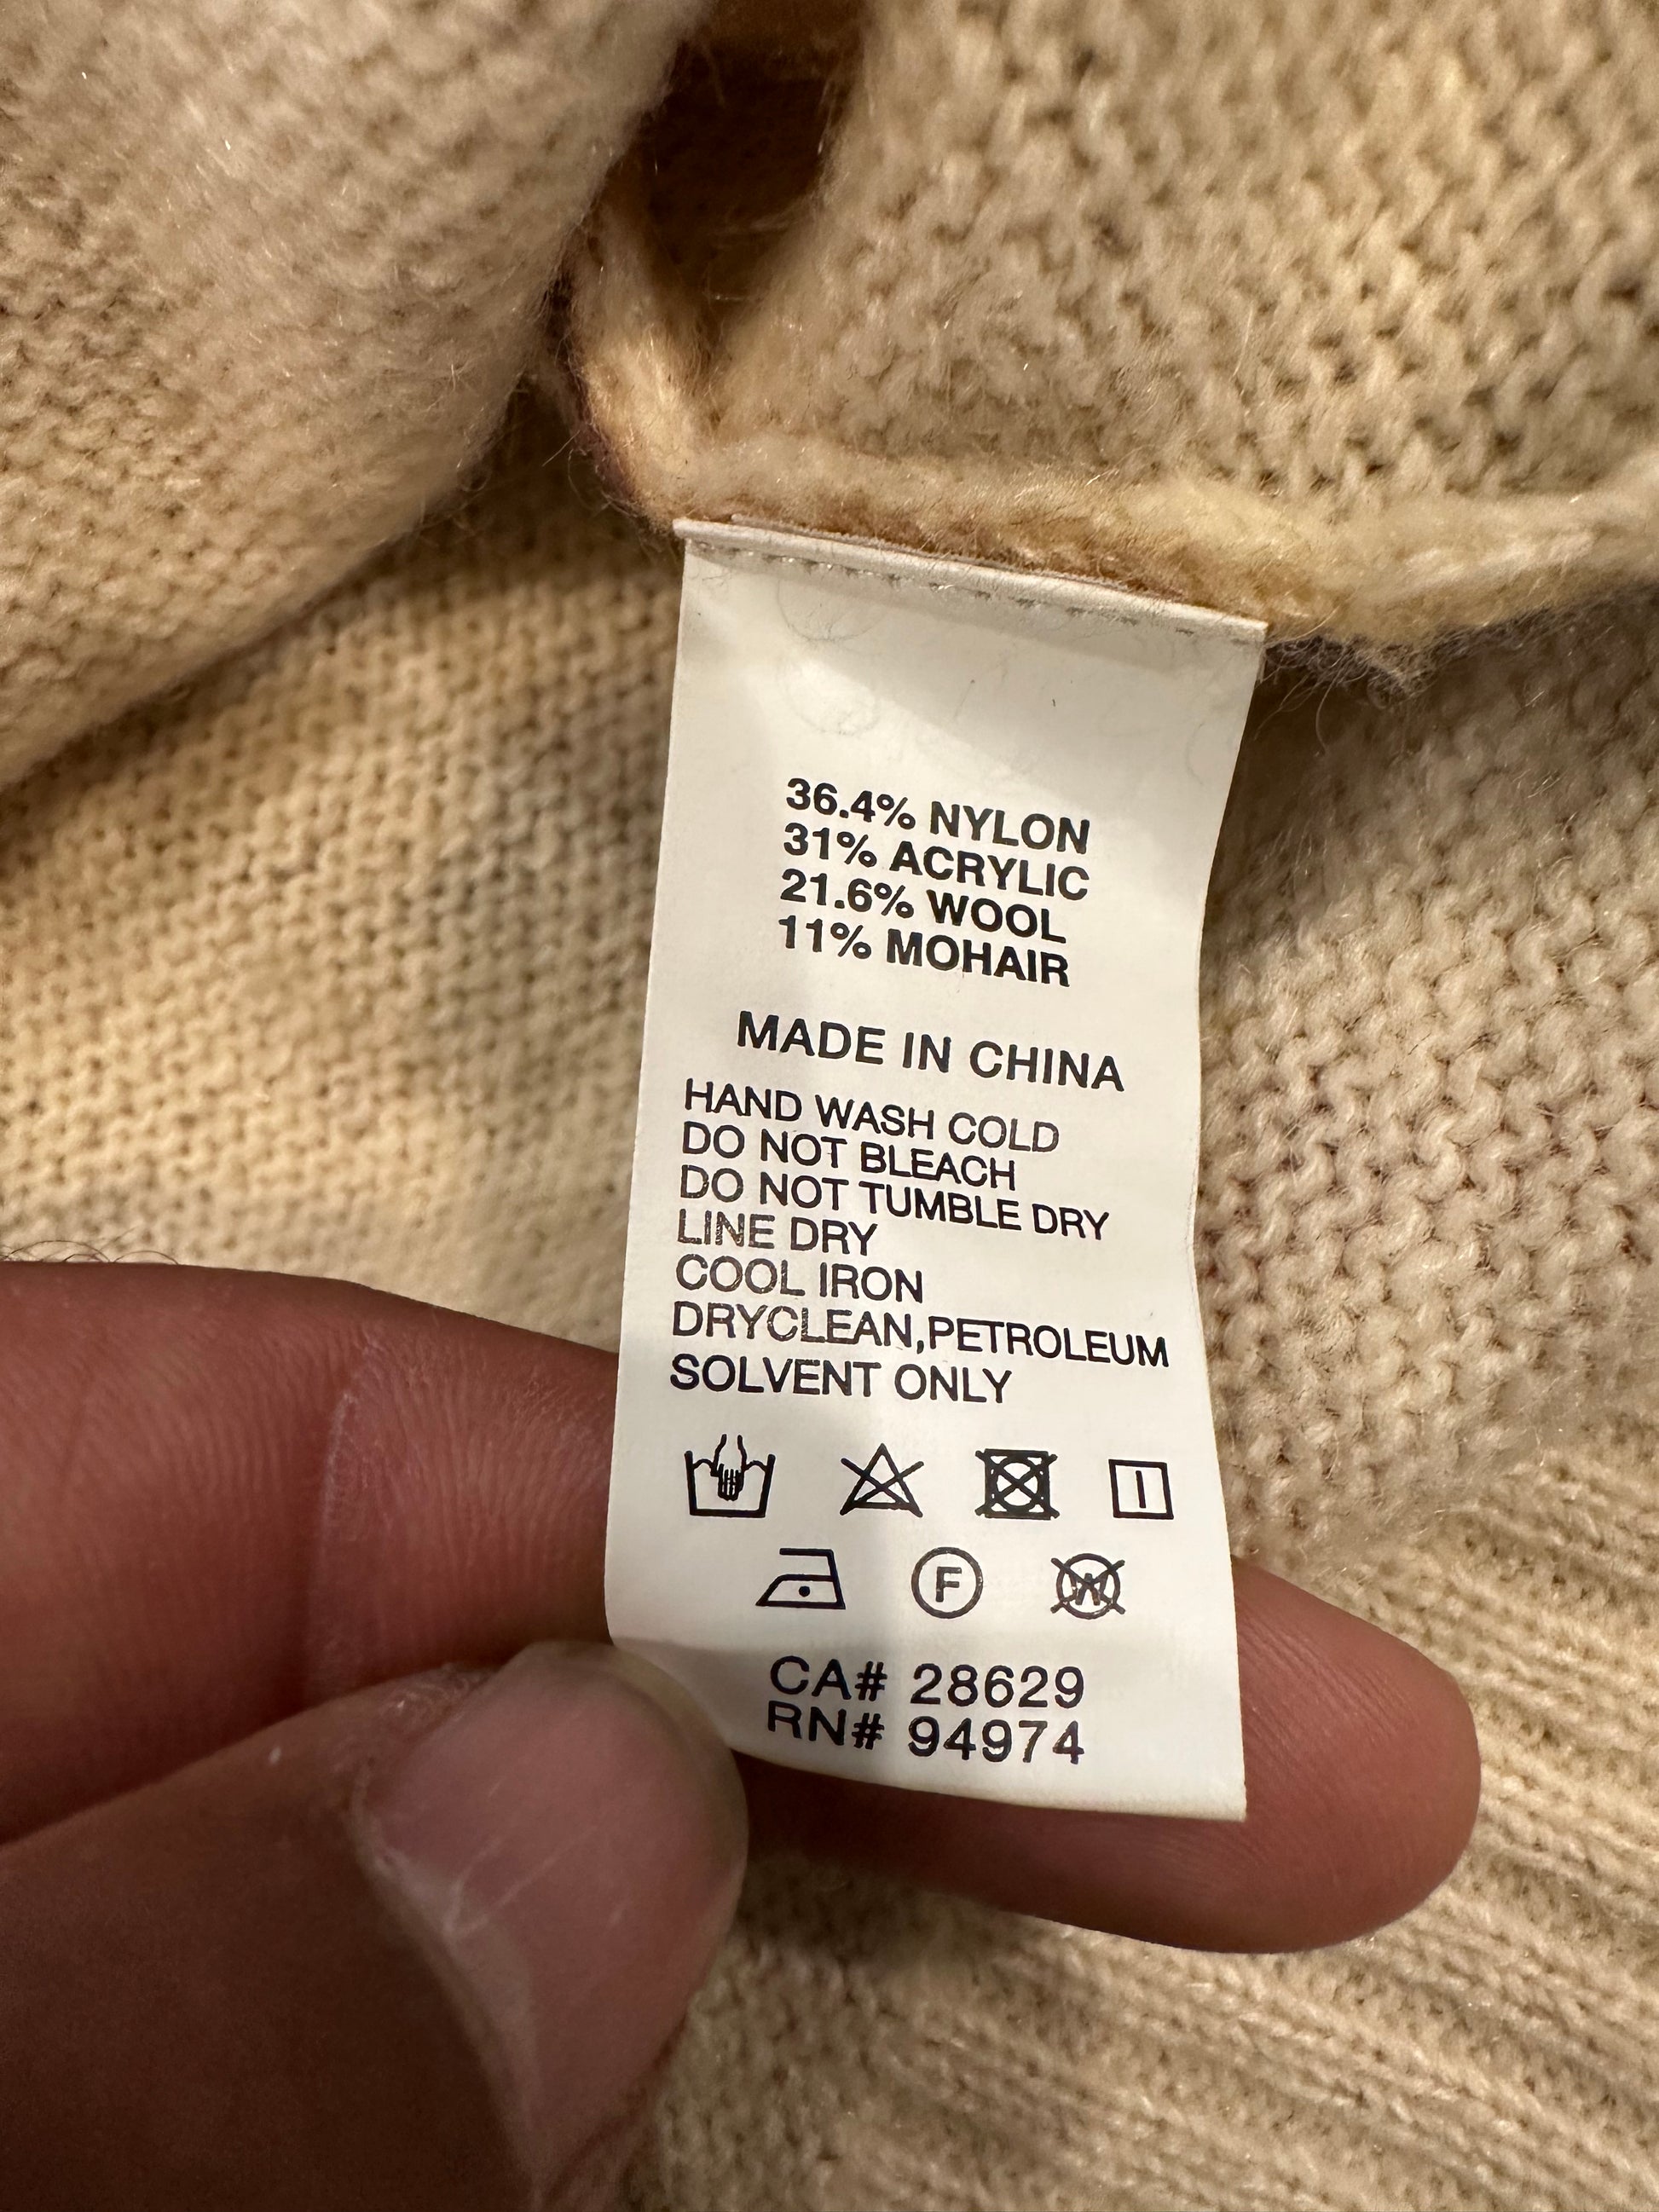 36.4% NYLON
31% ACRYLIC
21.6% WOOL
11% MOHAIR
MADE IN CHINA
HAND WASH COLD
DO NOT BLEACH
DO NOT TUMBLE DRY
LINE DRY
COOL IRON
DRYCLEAN,PETROLEUM
SOLVENT ONLY
F W
CA# 28629
RN# 94974